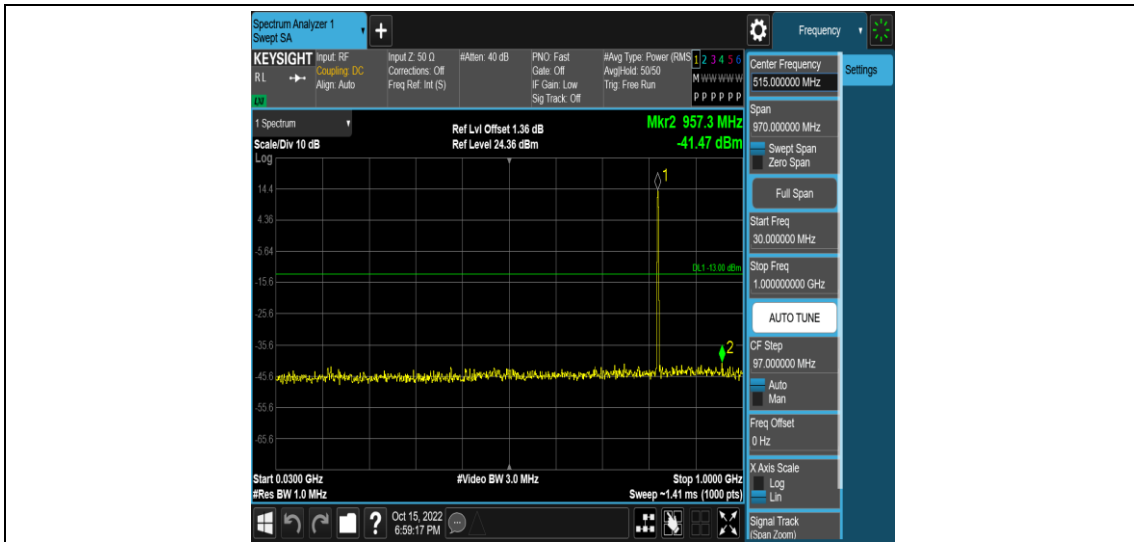 Spectrum Analyzer 1
Swept SA
+
Frequency
KEYSIGHT
RL
LXI
Input: RF
Coupling: DC
Align: Auto
Input Z: 50 Ω
Corrections: Off
Freq Ref: Int (S)
#Atten: 40 dB
PNO: Fast
Gate: Off
IF Gain: Low
Sig Track: Off
#Avg Type: Power (RMS
Avg|Hold: 50/50
Trig: Free Run
1 2 3 4 5 6
M W W W W W
P P P P P P
Center Frequency
515.000000 MHz
Settings
Span
970.000000 MHz
Swept Span
Zero Span
Full Span
Start Freq
30.000000 MHz
Stop Freq
1.000000000 GHz
AUTO TUNE
CF Step
97.000000 MHz
Auto
Man
Freq Offset
0 Hz
X Axis Scale
Log
Lin
Signal Track
(Span Zoom)
1 Spectrum
Scale/Div 10 dB
Log
Ref Lvl Offset 1.36 dB
Ref Level 24.36 dBm
Mkr2 957.3 MHz
-41.47 dBm
1
14.4
4.36
-5.64
DL1 -13.00 dBm
-15.6
-25.6
-35.6
2
-45.6
-55.6
-65.6
Start 0.0300 GHz
#Video BW 3.0 MHz
Stop 1.0000 GHz
#Res BW 1.0 MHz
Sweep ~1.41 ms (1000 pts)
?
Oct 15, 2022
6:59:17 PM